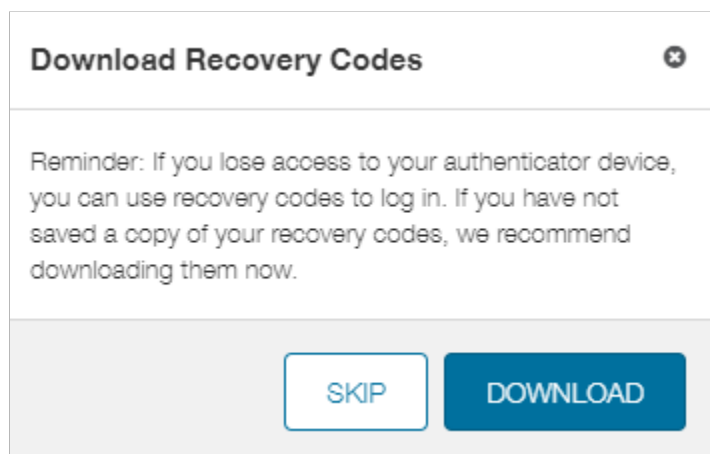 Download Recovery Codes
Reminder: If you lose access to your authenticator device,
you can use recovery codes to log in. If you have not
saved a copy of your recovery codes, we recommend
downloading them now.
SKIP
DOWNLOAD